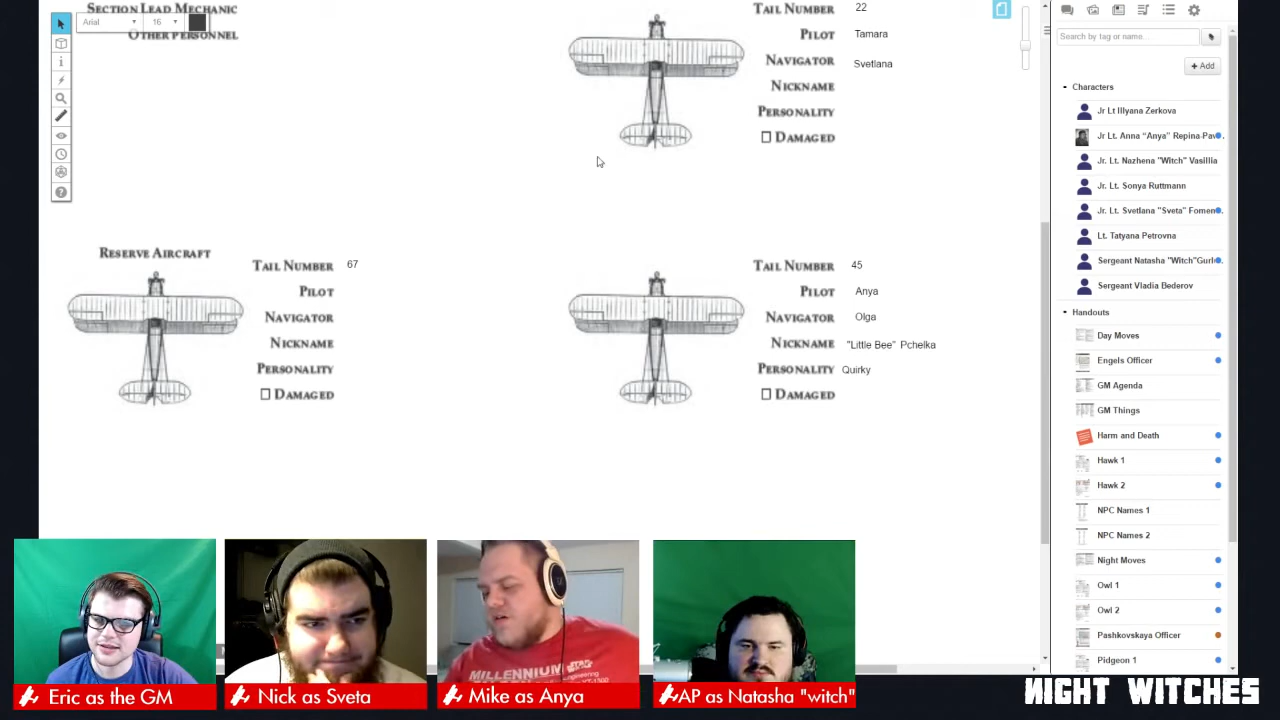 Section Lead Mechanic
Other personnel
Arial
16
Tail Number 22
Pilot Tamara
Navigator Svetlana
Nickname
Personality
Damaged
Reserve Aircraft
Tail Number 67
Pilot
Navigator
Nickname
Personality
Damaged
Tail Number 45
Pilot Anya
Navigator Olga
Nickname "Little Bee" Pchelka
Personality Quirky
Damaged
Search by tag or name...
+ Add
Characters
Jr Lt Illyana Zerkova
Jr Lt. Anna "Anya" Repina-Pav...
Jr. Lt. Nazhena "Witch" Vasillia
Jr. Lt. Sonya Ruttmann
Jr. Lt. Svetlana "Sveta" Fomen...
Lt. Tatyana Petrovna
Sergeant Natasha "Witch"Gurl...
Sergeant Vladia Bederov
Handouts
Day Moves
Engels Officer
GM Agenda
GM Things
Harm and Death
Hawk 1
Hawk 2
NPC Names 1
NPC Names 2
Night Moves
Owl 1
Owl 2
Pashkovskaya Officer
Pidgeon 1
MILLENNIUM
Eric as the GM
Nick as Sveta
Mike as Anya
AP as Natasha "witch"
NIGHT WITCHES